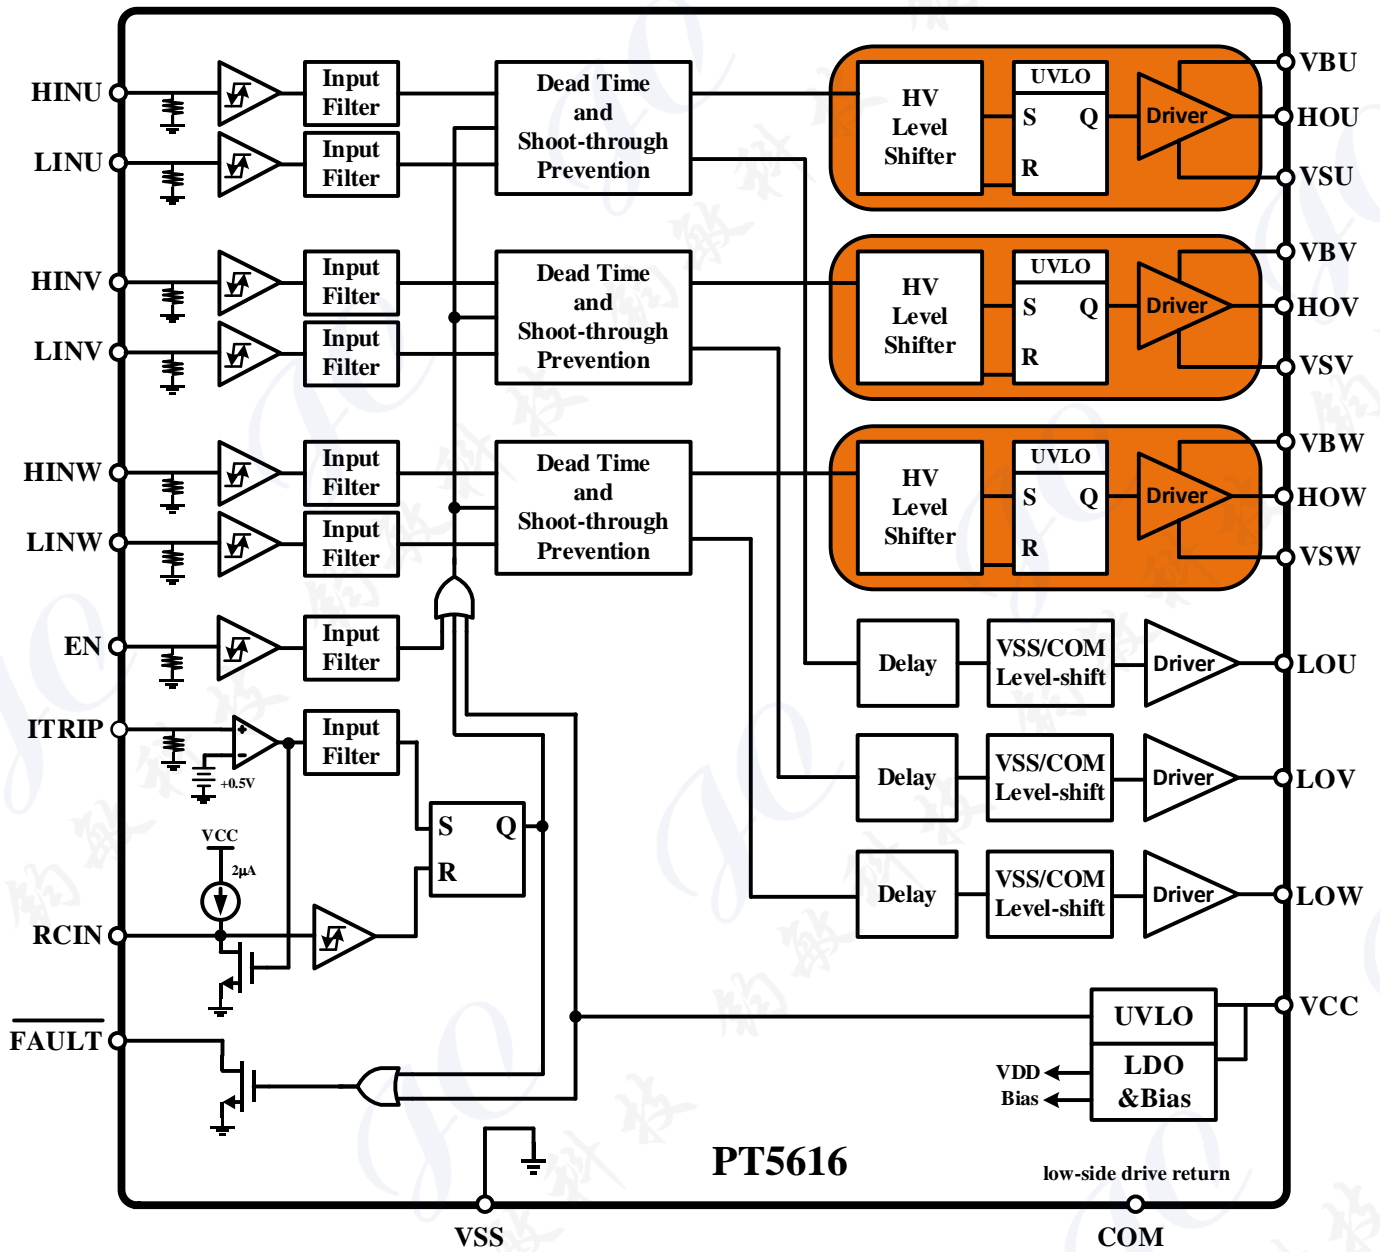 HINU
LINU
HINV
LINV
HINW
LINW
EN
ITRIP
RCIN
FAULT
Input
Filter
Input
Filter
Input
Filter
Input
Filter
Input
Filter
Input
Filter
Input
Filter
Input
Filter
+
−
+0.5V
VCC
2µA
S
Q
R
Dead Time
and
Shoot-through
Prevention
Dead Time
and
Shoot-through
Prevention
Dead Time
and
Shoot-through
Prevention
HV
Level
Shifter
UVLO
S
Q
R
Driver
HV
Level
Shifter
UVLO
S
Q
R
Driver
HV
Level
Shifter
UVLO
S
Q
R
Driver
Delay
VSS/COM
Level-shift
Driver
Delay
VSS/COM
Level-shift
Driver
Delay
VSS/COM
Level-shift
Driver
UVLO
LDO
&Bias
VDD
Bias
VBU
HOU
VSU
VBV
HOV
VSV
VBW
HOW
VSW
LOU
LOV
LOW
VCC
PT5616
low-side drive return
VSS
COM